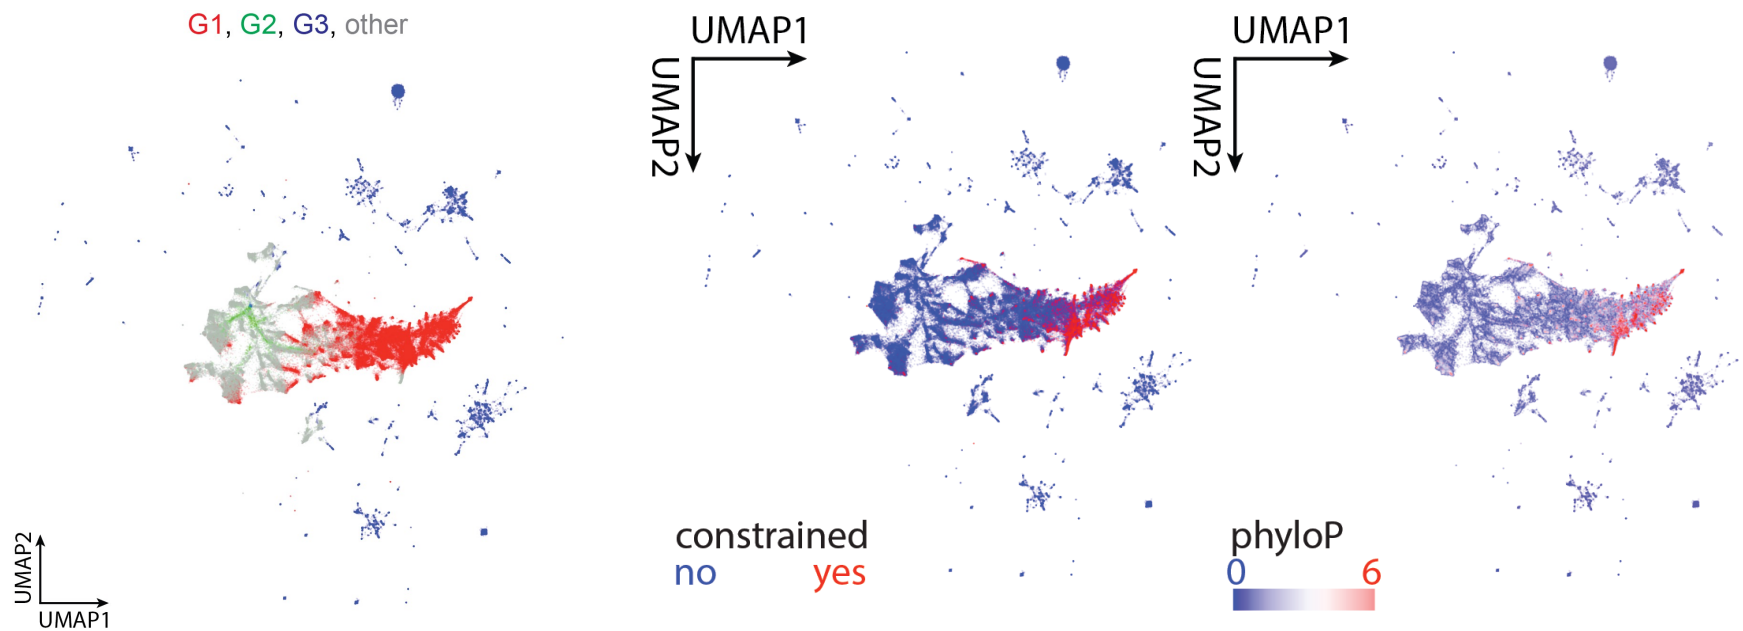 G1, G2, G3, other
UMAP2
UMAP1
UMAP1
UMAP2
constrained
no yes
UMAP1
UMAP2
phyloP
0 6